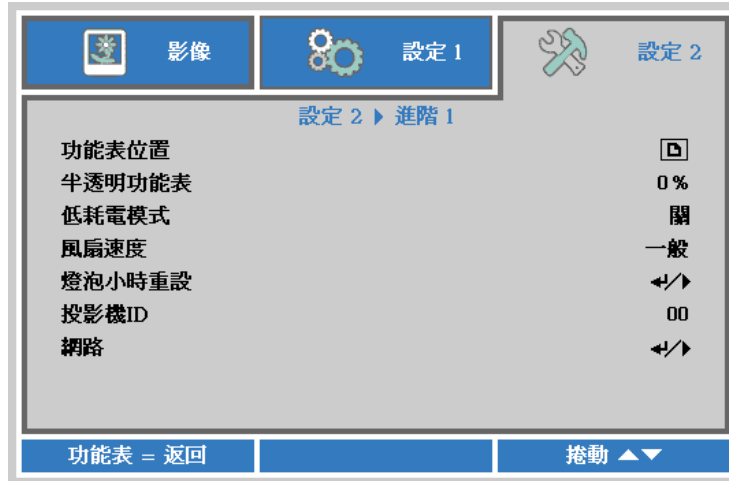 影像 設定 1 設定 2
設定 2 ▶ 進階 1
功能表位置
半透明功能表 0 %
低耗電模式 關
風扇速度 一般
燈泡小時重設 ↵/▶
投影機ID 00
網路 ↵/▶
功能表 = 返回 捲動 ▲▼